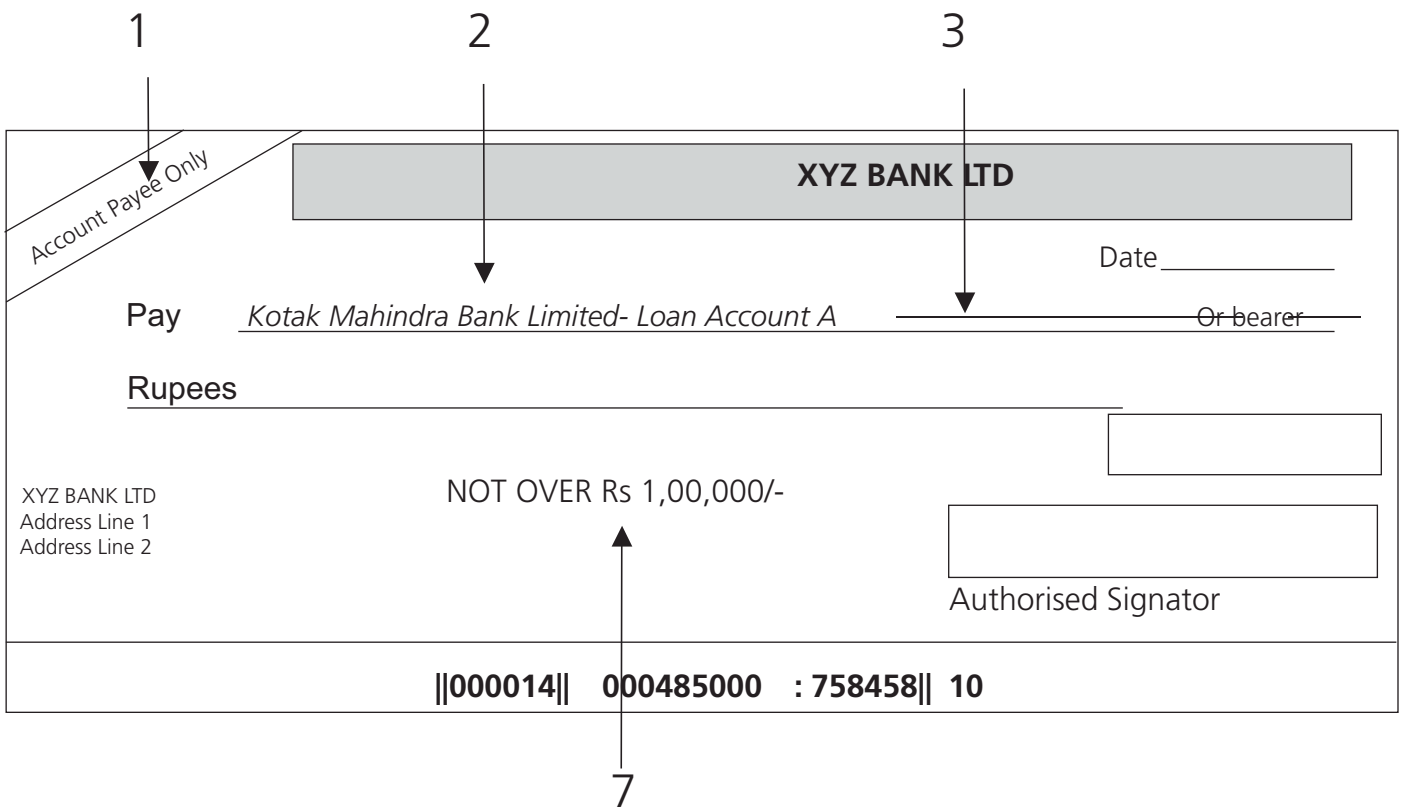 1 2 3
Account Payee Only
XYZ BANK LTD
Date
Pay Kotak Mahindra Bank Limited- Loan Account A Or bearer
Rupees
NOT OVER Rs 1,00,000/-
XYZ BANK LTD
Address Line 1
Address Line 2
Authorised Signator
||000014|| 000485000 : 758458|| 10
7